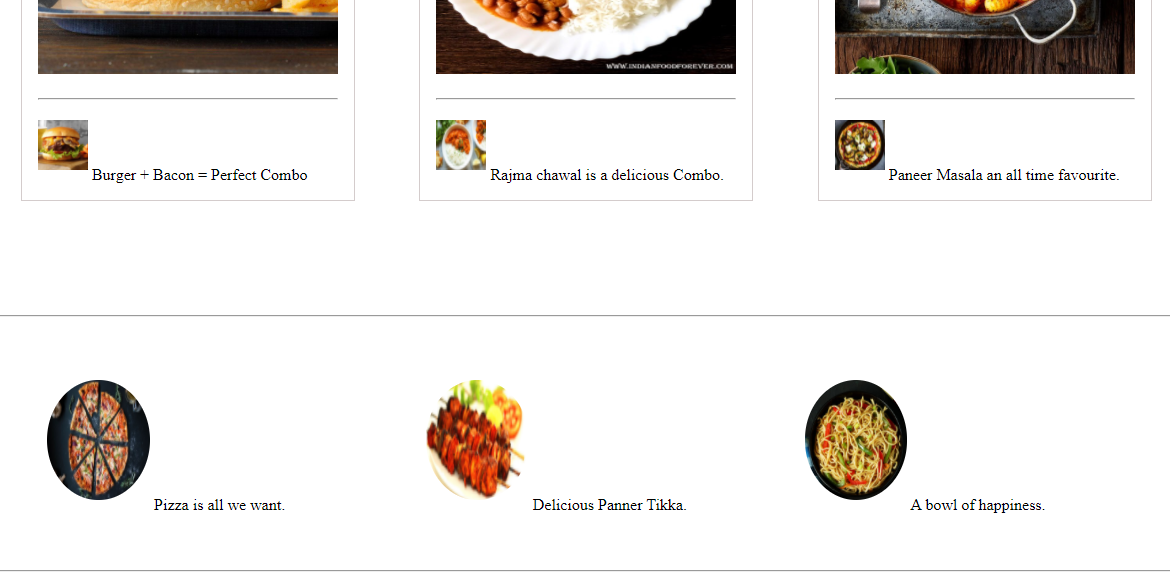 WWW.INDIANFOODFOREVER.COM
Burger + Bacon = Perfect Combo
Rajma chawal is a delicious Combo.
Paneer Masala an all time favourite.
Pizza is all we want.
Delicious Panner Tikka.
A bowl of happiness.